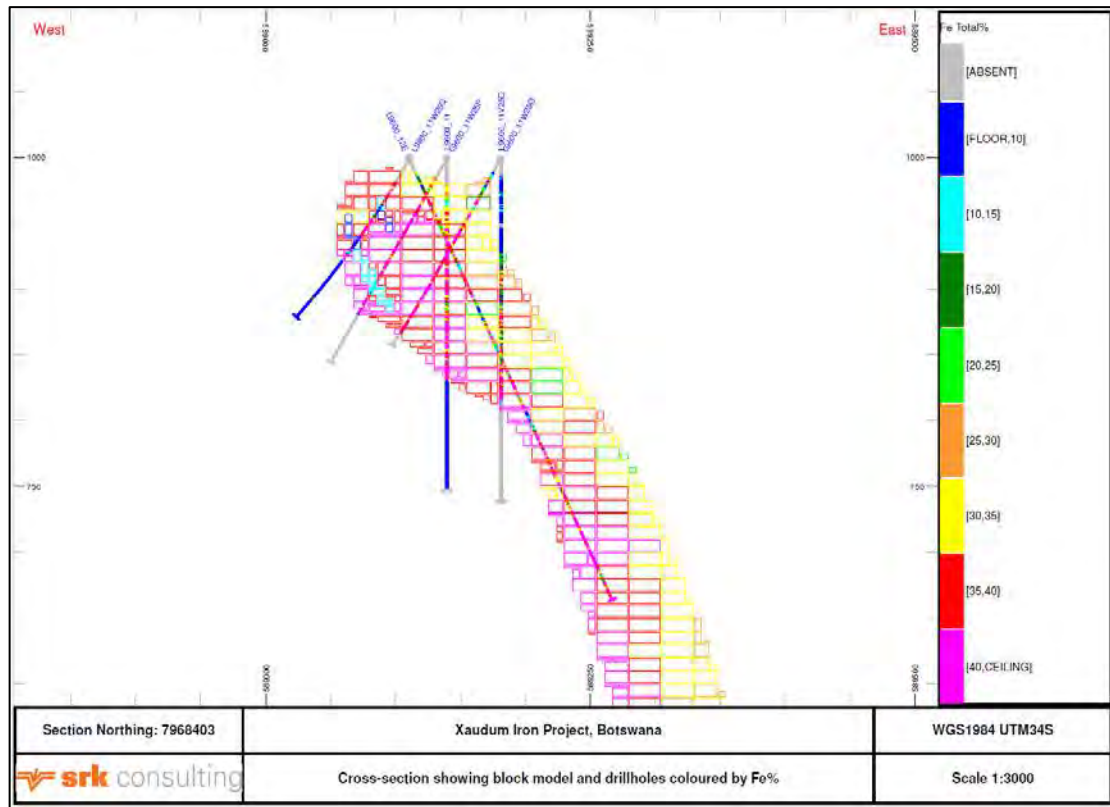 West
East
Fe Total%
[ABSENT]
[FLOOR,10]
[10,15]
[15,20]
[20,25]
[25,30]
[30,35]
[35,40]
[40,CEILING]
1000
1000
750
750
589000
589250
Section Northing: 7968403
Xaudum Iron Project, Botswana
WGS1984 UTM34S
srk consulting
Cross-section showing block model and drillholes coloured by Fe%
Scale 1:3000